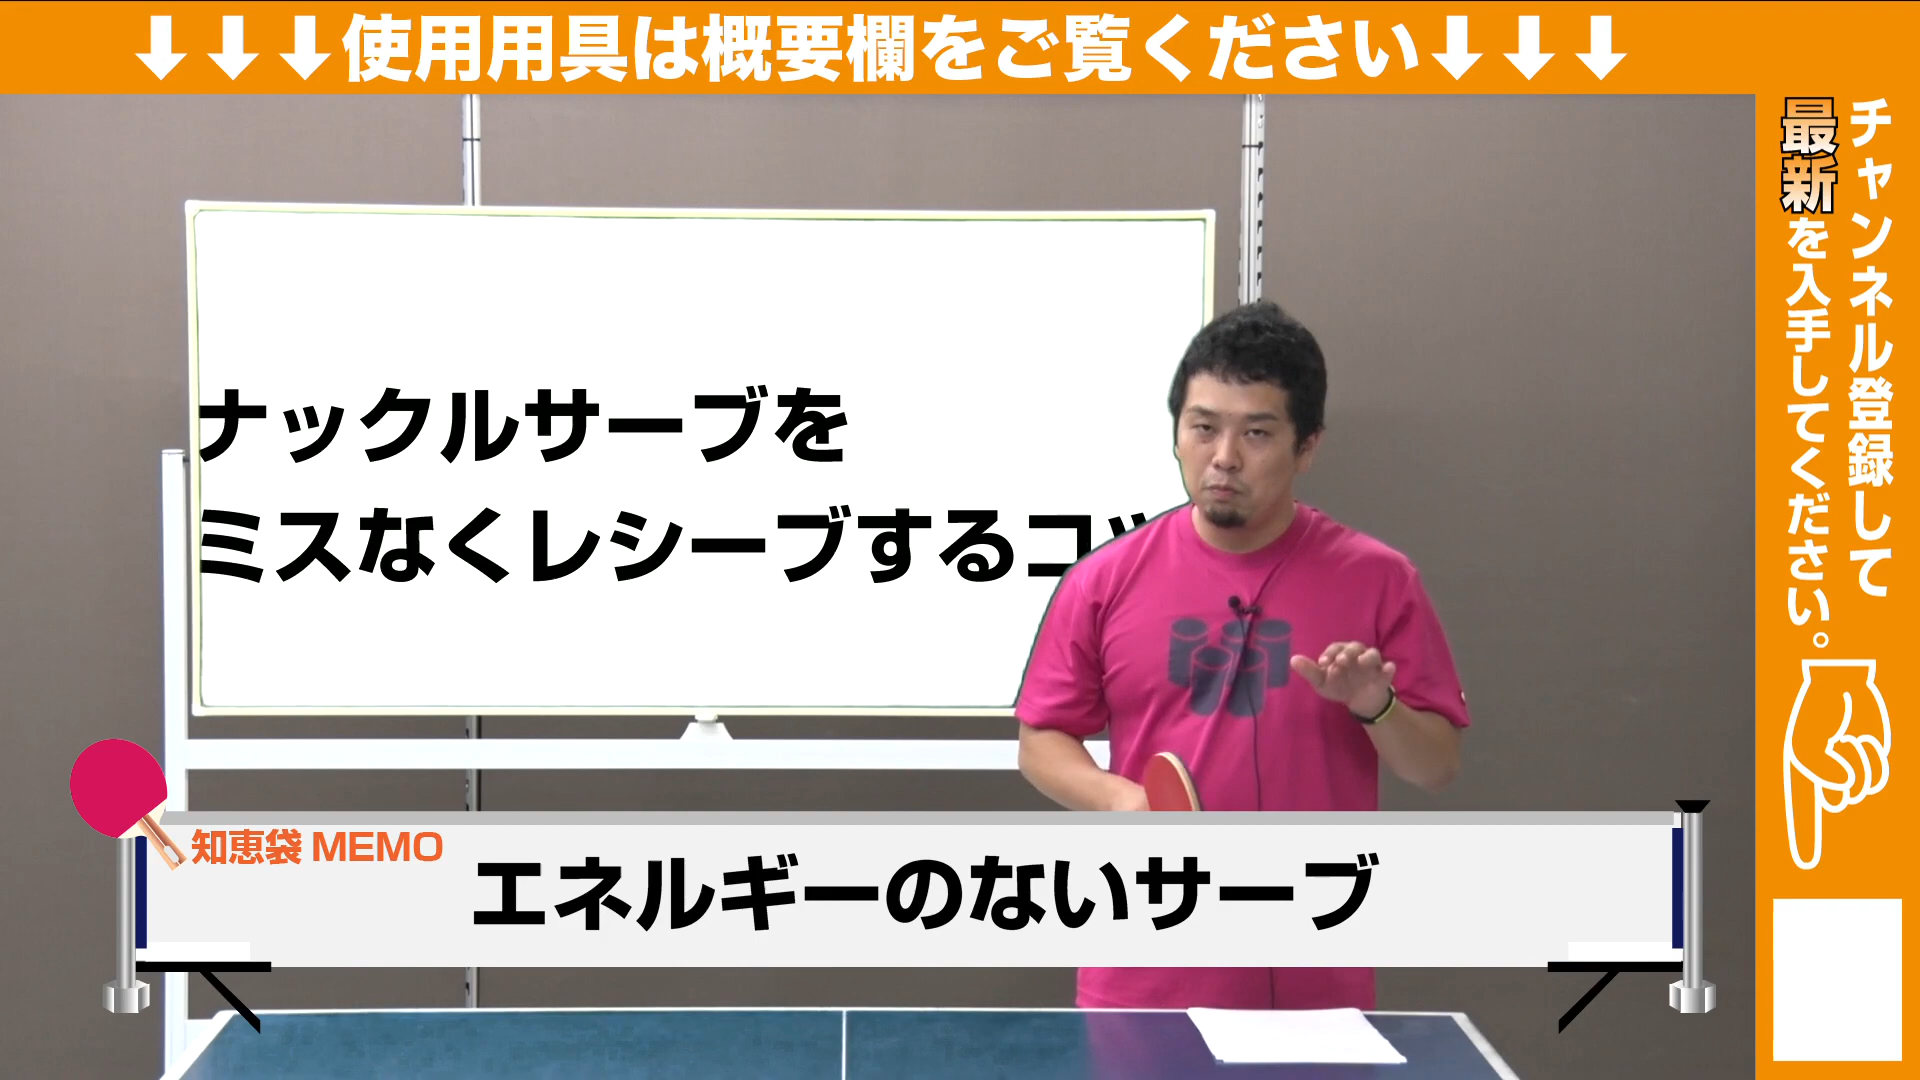 ↓↓↓使用用具は概要欄をご覧ください↓↓↓
チャンネル登録して
最新を入手してください。
ナックルサーブを
ミスなくレシーブするコッ
知恵袋 MEMO
エネルギーのないサーブ